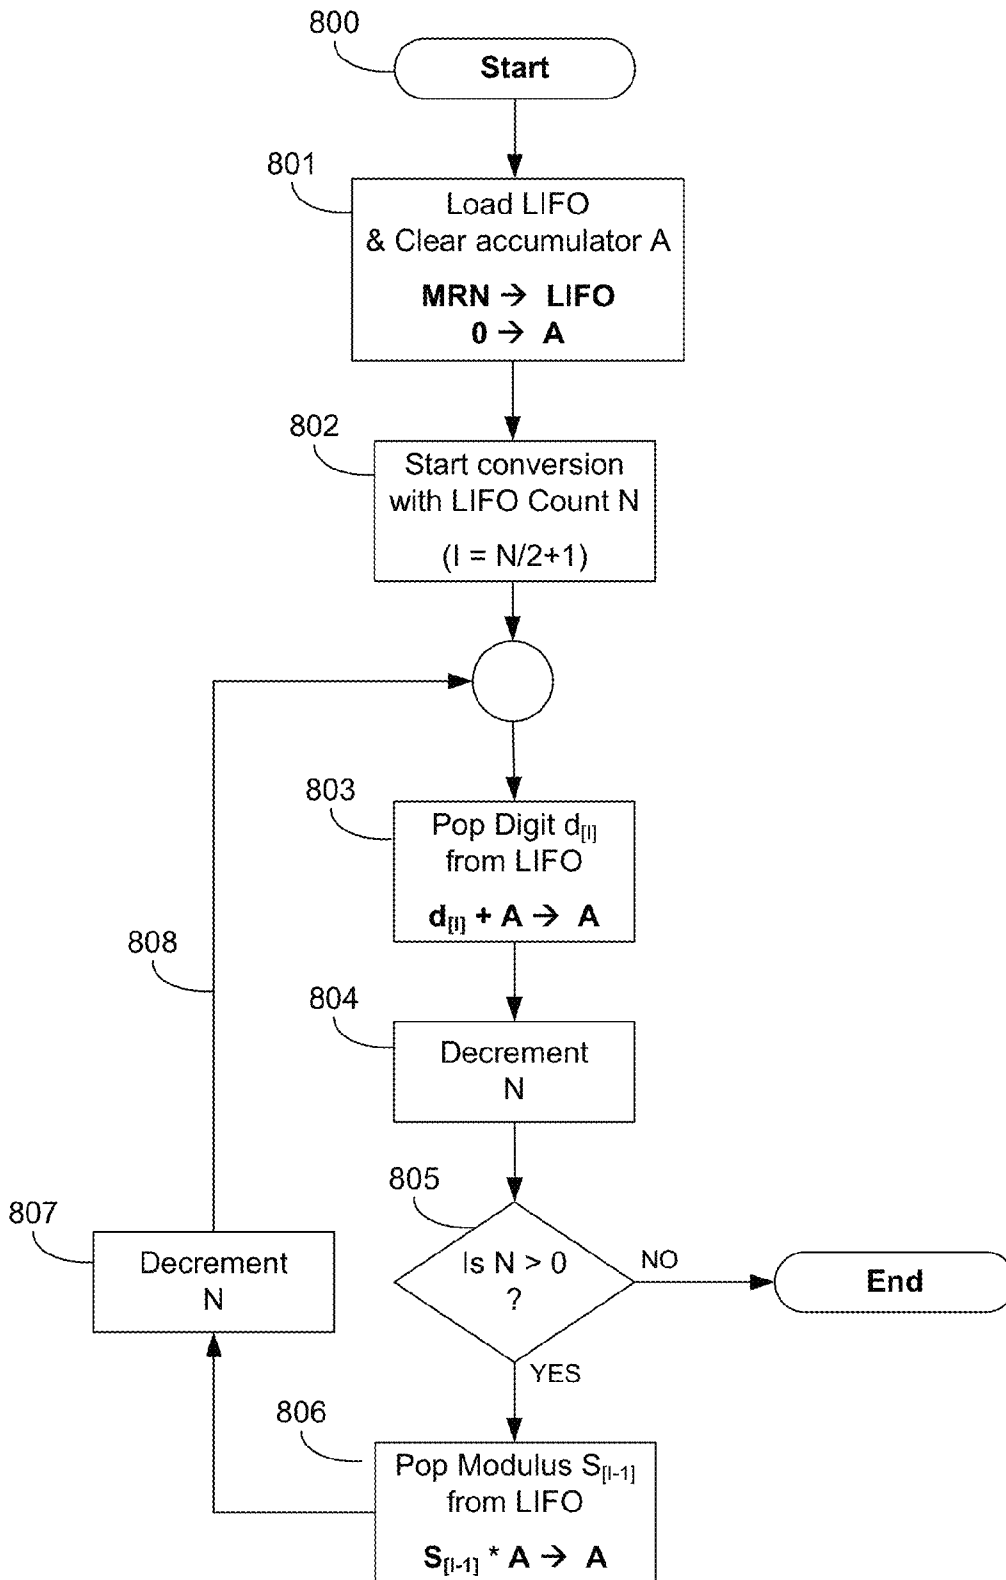 800
Start
801
Load LIFO
& Clear accumulator A
MRN → LIFO
0 → A
802
Start conversion
with LIFO Count N
(I = N/2+1)
803
Pop Digit d[I]
from LIFO
d[I] + A → A
808
804
Decrement
N
805
Is N > 0
?
NO
End
YES
807
Decrement
N
806
Pop Modulus S[I-1]
from LIFO
S[I-1] * A → A